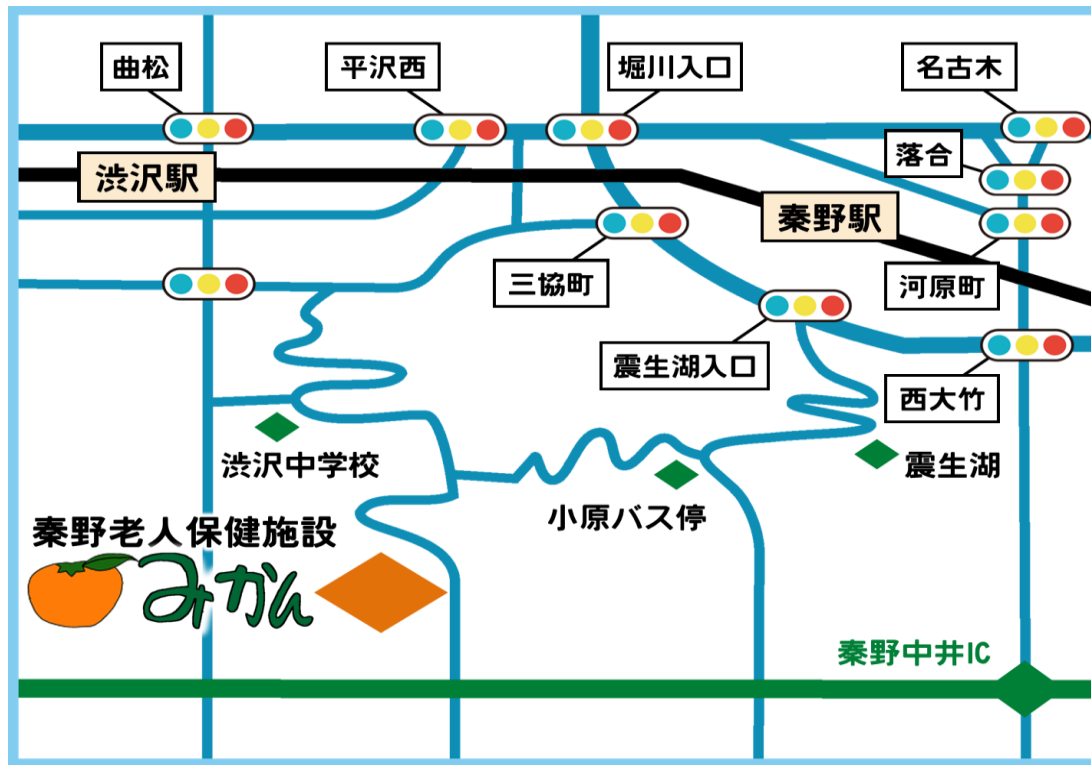 曲松
平沢西
堀川入口
名古木
落合
渋沢駅
秦野駅
三協町
河原町
震生湖入口
西大竹
渋沢中学校
震生湖
小原バス停
秦野老人保健施設
みかん
秦野中井IC